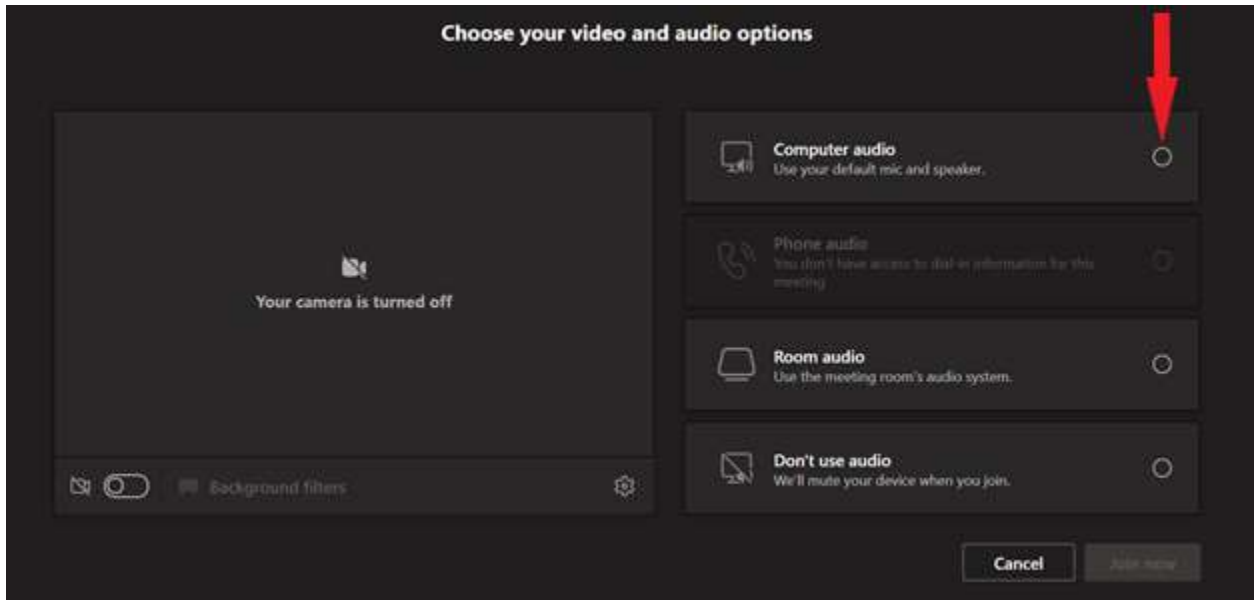 Choose your video and audio options
Your camera is turned off
Background filters
Computer audio
Use your default mic and speaker.
Phone audio
You don't have access to dial-in information for this
meeting
Room audio
Use the meeting room's audio system.
Don't use audio
We'll mute your device when you join.
Cancel
Join now